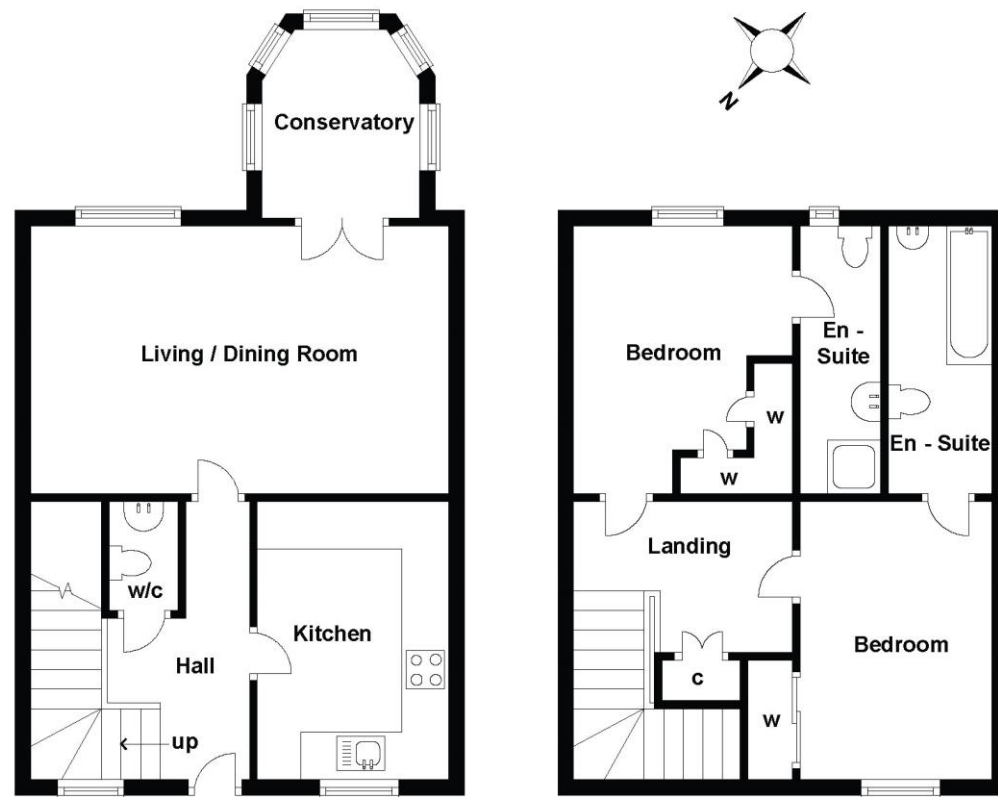 Conservatory
Living / Dining Room
w/c
Kitchen
Hall
up
N
Bedroom
En -
Suite
w
w
En - Suite
Landing
Bedroom
c
w